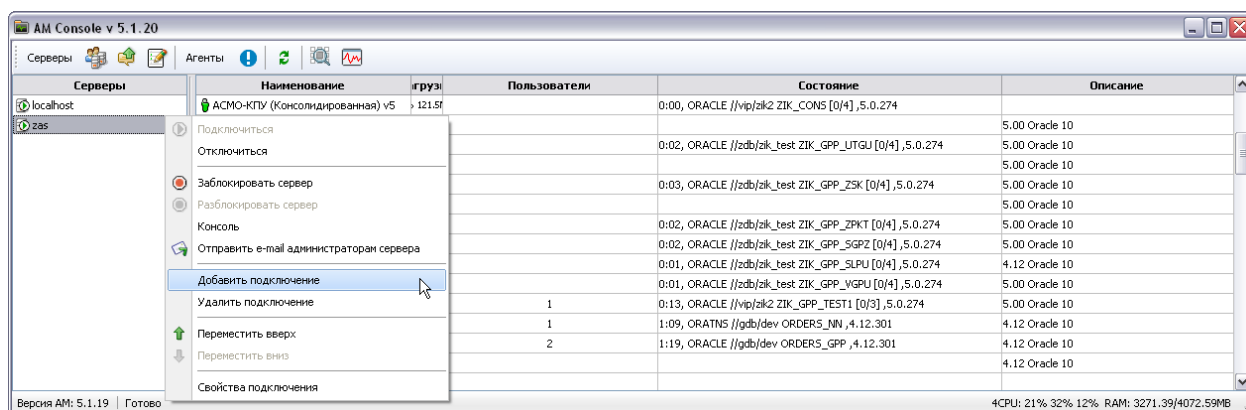 AM Console v 5.1.20
Серверы Агенты
Серверы Наименование агрузі Пользователи Состояние Описание
localhost АСМО-КПУ (Консолидированная) v5 121.5 0:00, ORACLE //vip/zik2 ZIK_CONS [0/4] ,5.0.274
zas 5.00 Oracle 10
Подключиться
Отключиться
Заблокировать сервер
Разблокировать сервер
Консоль
Отправить e-mail администраторам сервера
Добавить подключение
Удалить подключение
Переместить вверх
Переместить вниз
Свойства подключения
0:02, ORACLE //zdb/zik_test ZIK_GPP_UTGU [0/4] ,5.0.274 5.00 Oracle 10
5.00 Oracle 10
0:03, ORACLE //zdb/zik_test ZIK_GPP_ZSK [0/4] ,5.0.274 5.00 Oracle 10
5.00 Oracle 10
0:02, ORACLE //zdb/zik_test ZIK_GPP_ZPKT [0/4] ,5.0.274 5.00 Oracle 10
0:02, ORACLE //zdb/zik_test ZIK_GPP_SGPZ [0/4] ,5.0.274 5.00 Oracle 10
0:01, ORACLE //zdb/zik_test ZIK_GPP_SLPU [0/4] ,5.0.274 4.12 Oracle 10
0:01, ORACLE //zdb/zik_test ZIK_GPP_VGPU [0/4] ,5.0.274 5.00 Oracle 10
1 0:13, ORACLE //vip/zik2 ZIK_GPP_TEST1 [0/3] ,5.0.274 5.00 Oracle 10
1 1:09, ORATNS //gdb/dev ORDERS_NN ,4.12.301 4.12 Oracle 10
2 1:19, ORACLE //gdb/dev ORDERS_GPP ,4.12.301 4.12 Oracle 10
4.12 Oracle 10
Версия AM: 5.1.19 Готово 4CPU: 21% 32% 12% RAM: 3271.39/4072.59MB